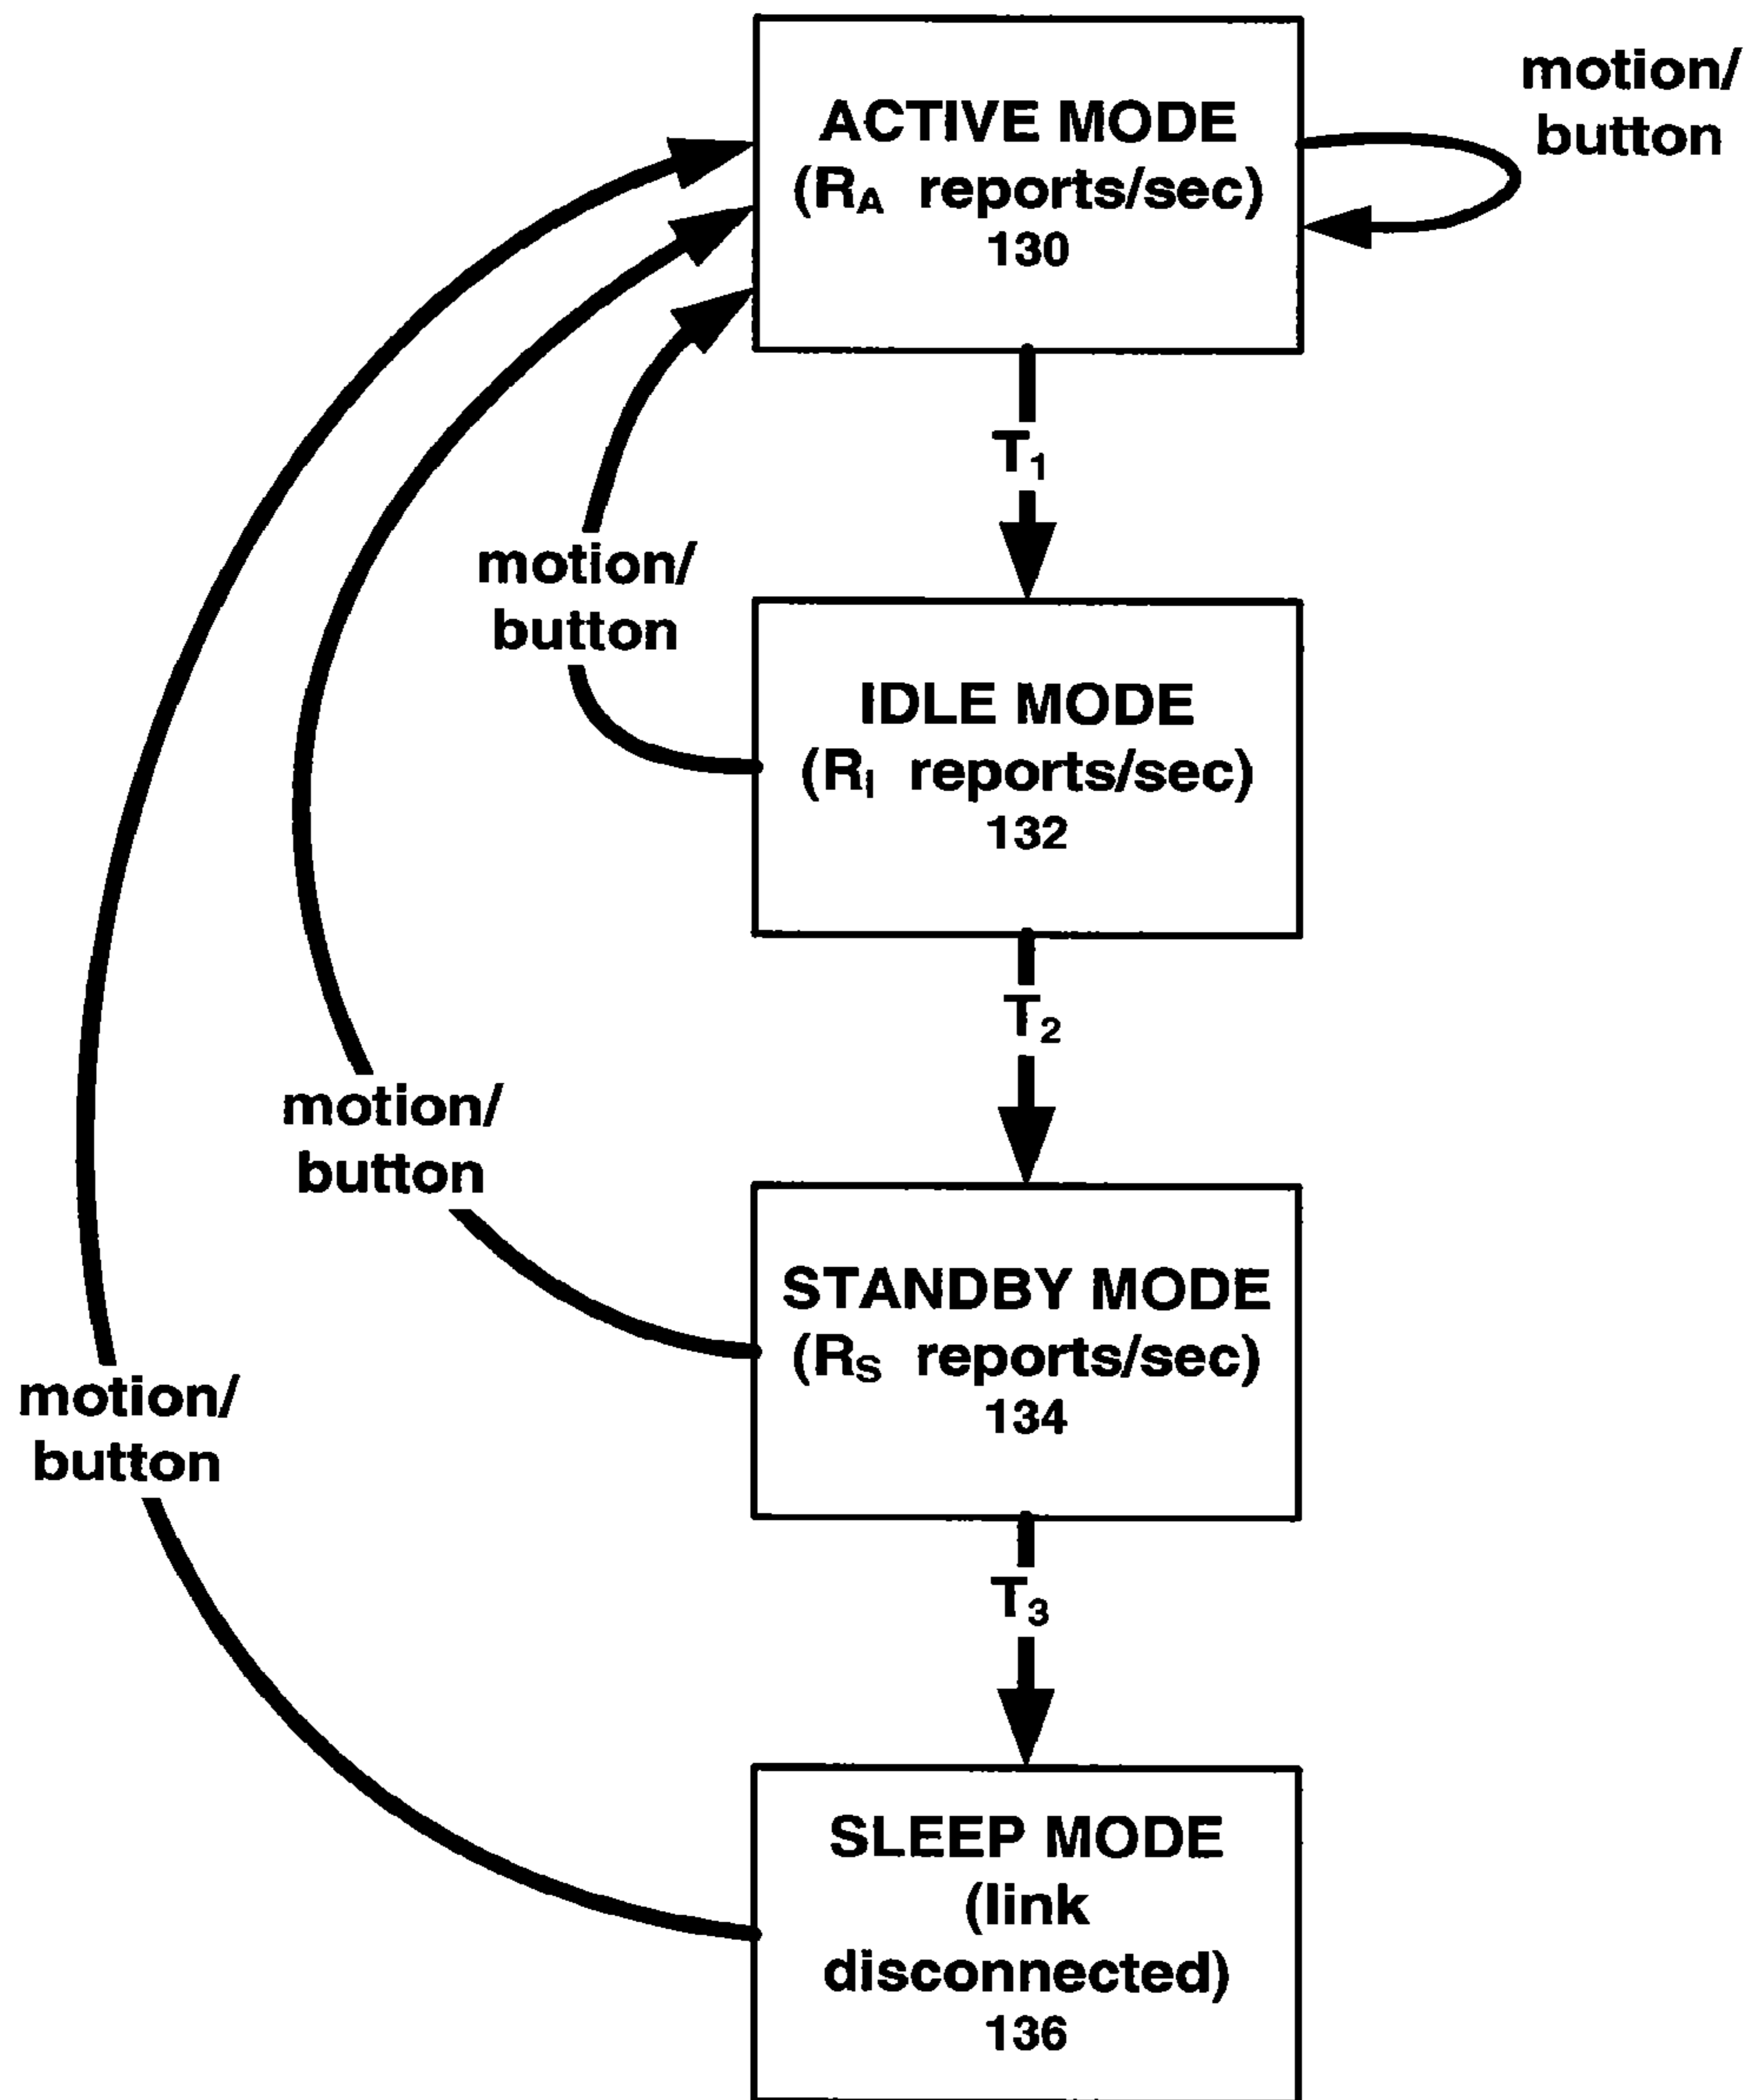 ACTIVE MODE
(RA reports/sec)
130
motion/
button
T1
motion/
button
IDLE MODE
(RI reports/sec)
132
T2
motion/
button
STANDBY MODE
(RS reports/sec)
134
motion/
button
T3
SLEEP MODE
(link
disconnected)
136